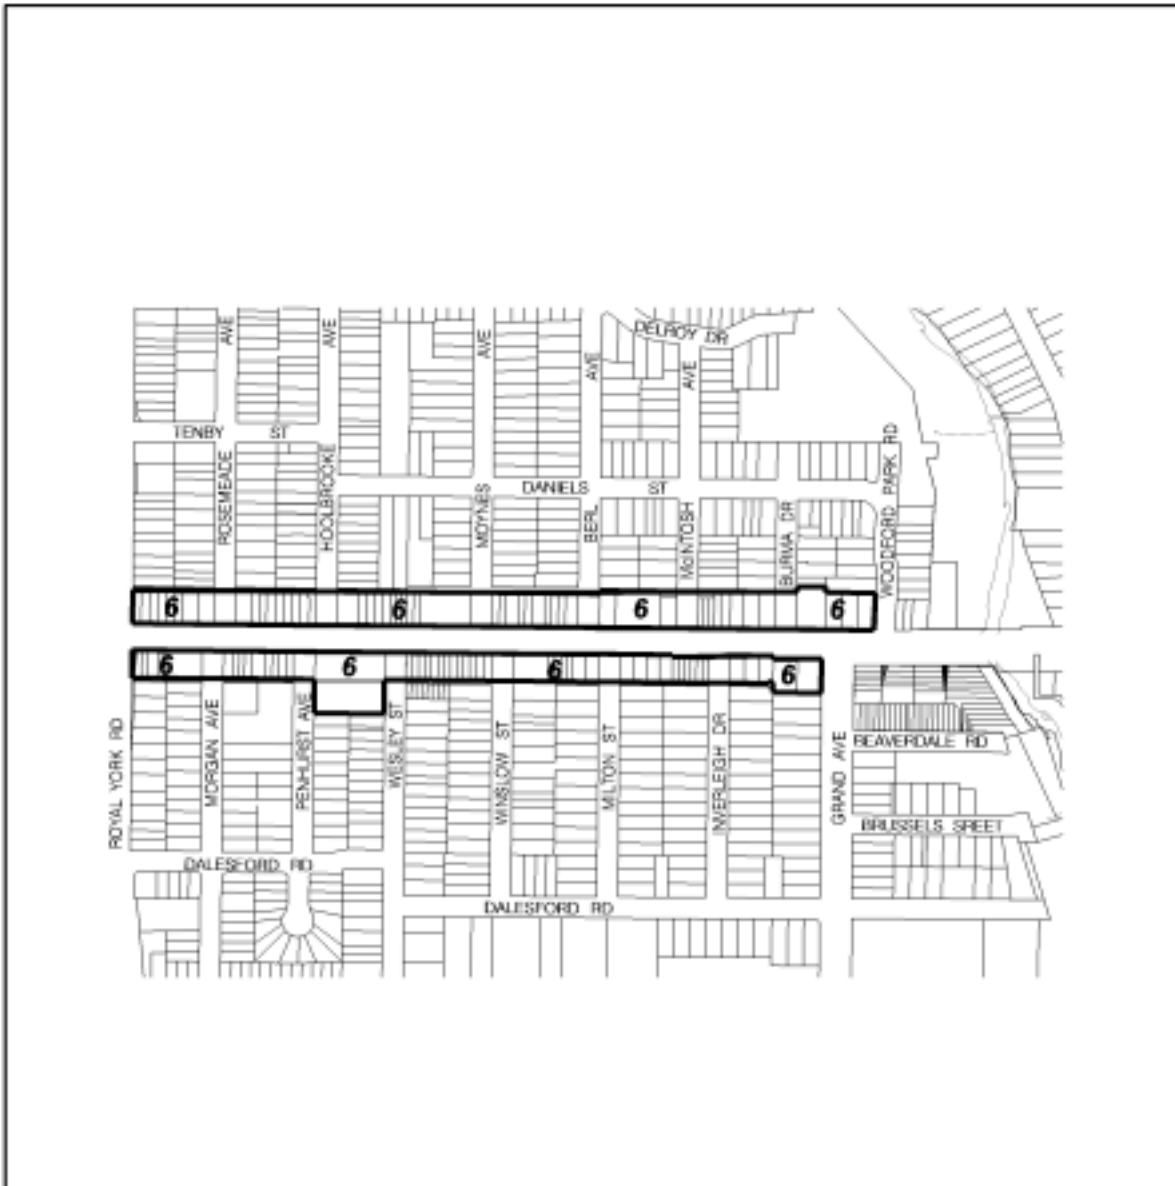 DELROY DR
AVE
AVE
AVE
AVE
AVE
TENBY ST
ROSEMEADE
HOOLBROOKE
MOYNES
DANIELS ST
BERL
McINTOSH
BURMA DR
WOODFORD PARK RD
6 6 6 6
6 6 6 6
ROYAL YORK RD
MORGAN AVE
PENHURST AVE
WESLEY ST
WINSLOW ST
MILTON ST
INVERLEIGH DR
GRAND AVE
BEAVERDALE RD
BRUSSELS SREET
DALESFORD RD
DALESFORD RD